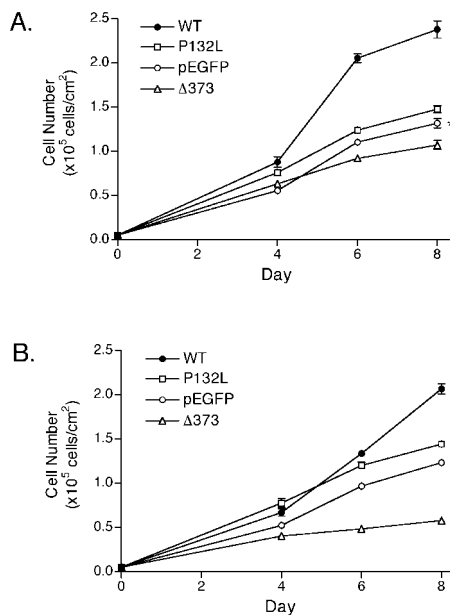 A.
WT
P132L
pEGFP
Δ373
Cell Number
(x10⁵ cells/cm²)
2.5
2.0
1.5
1.0
0.5
0.0
*
0 2 4 6 8
Day
B.
WT
P132L
pEGFP
Δ373
Cell Number
(x10⁵ cells/cm²)
2.5
2.0
1.5
1.0
0.5
0.0
0 2 4 6 8
Day